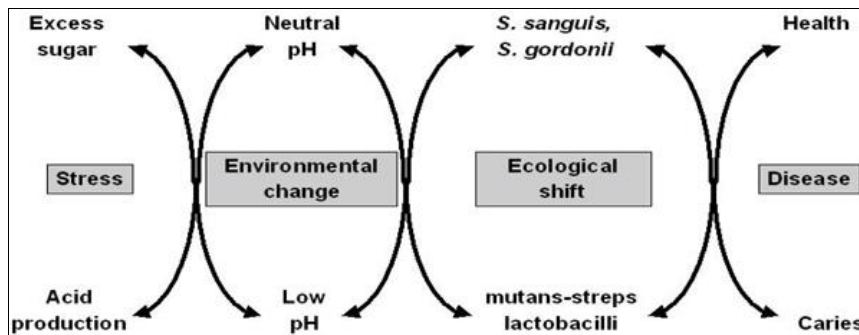 Excess sugar
Neutral pH
S. sanguis, S. gordonii
Health
Stress
Environmental change
Ecological shift
Disease
Acid production
Low pH
mutans-streps lactobacilli
Caries